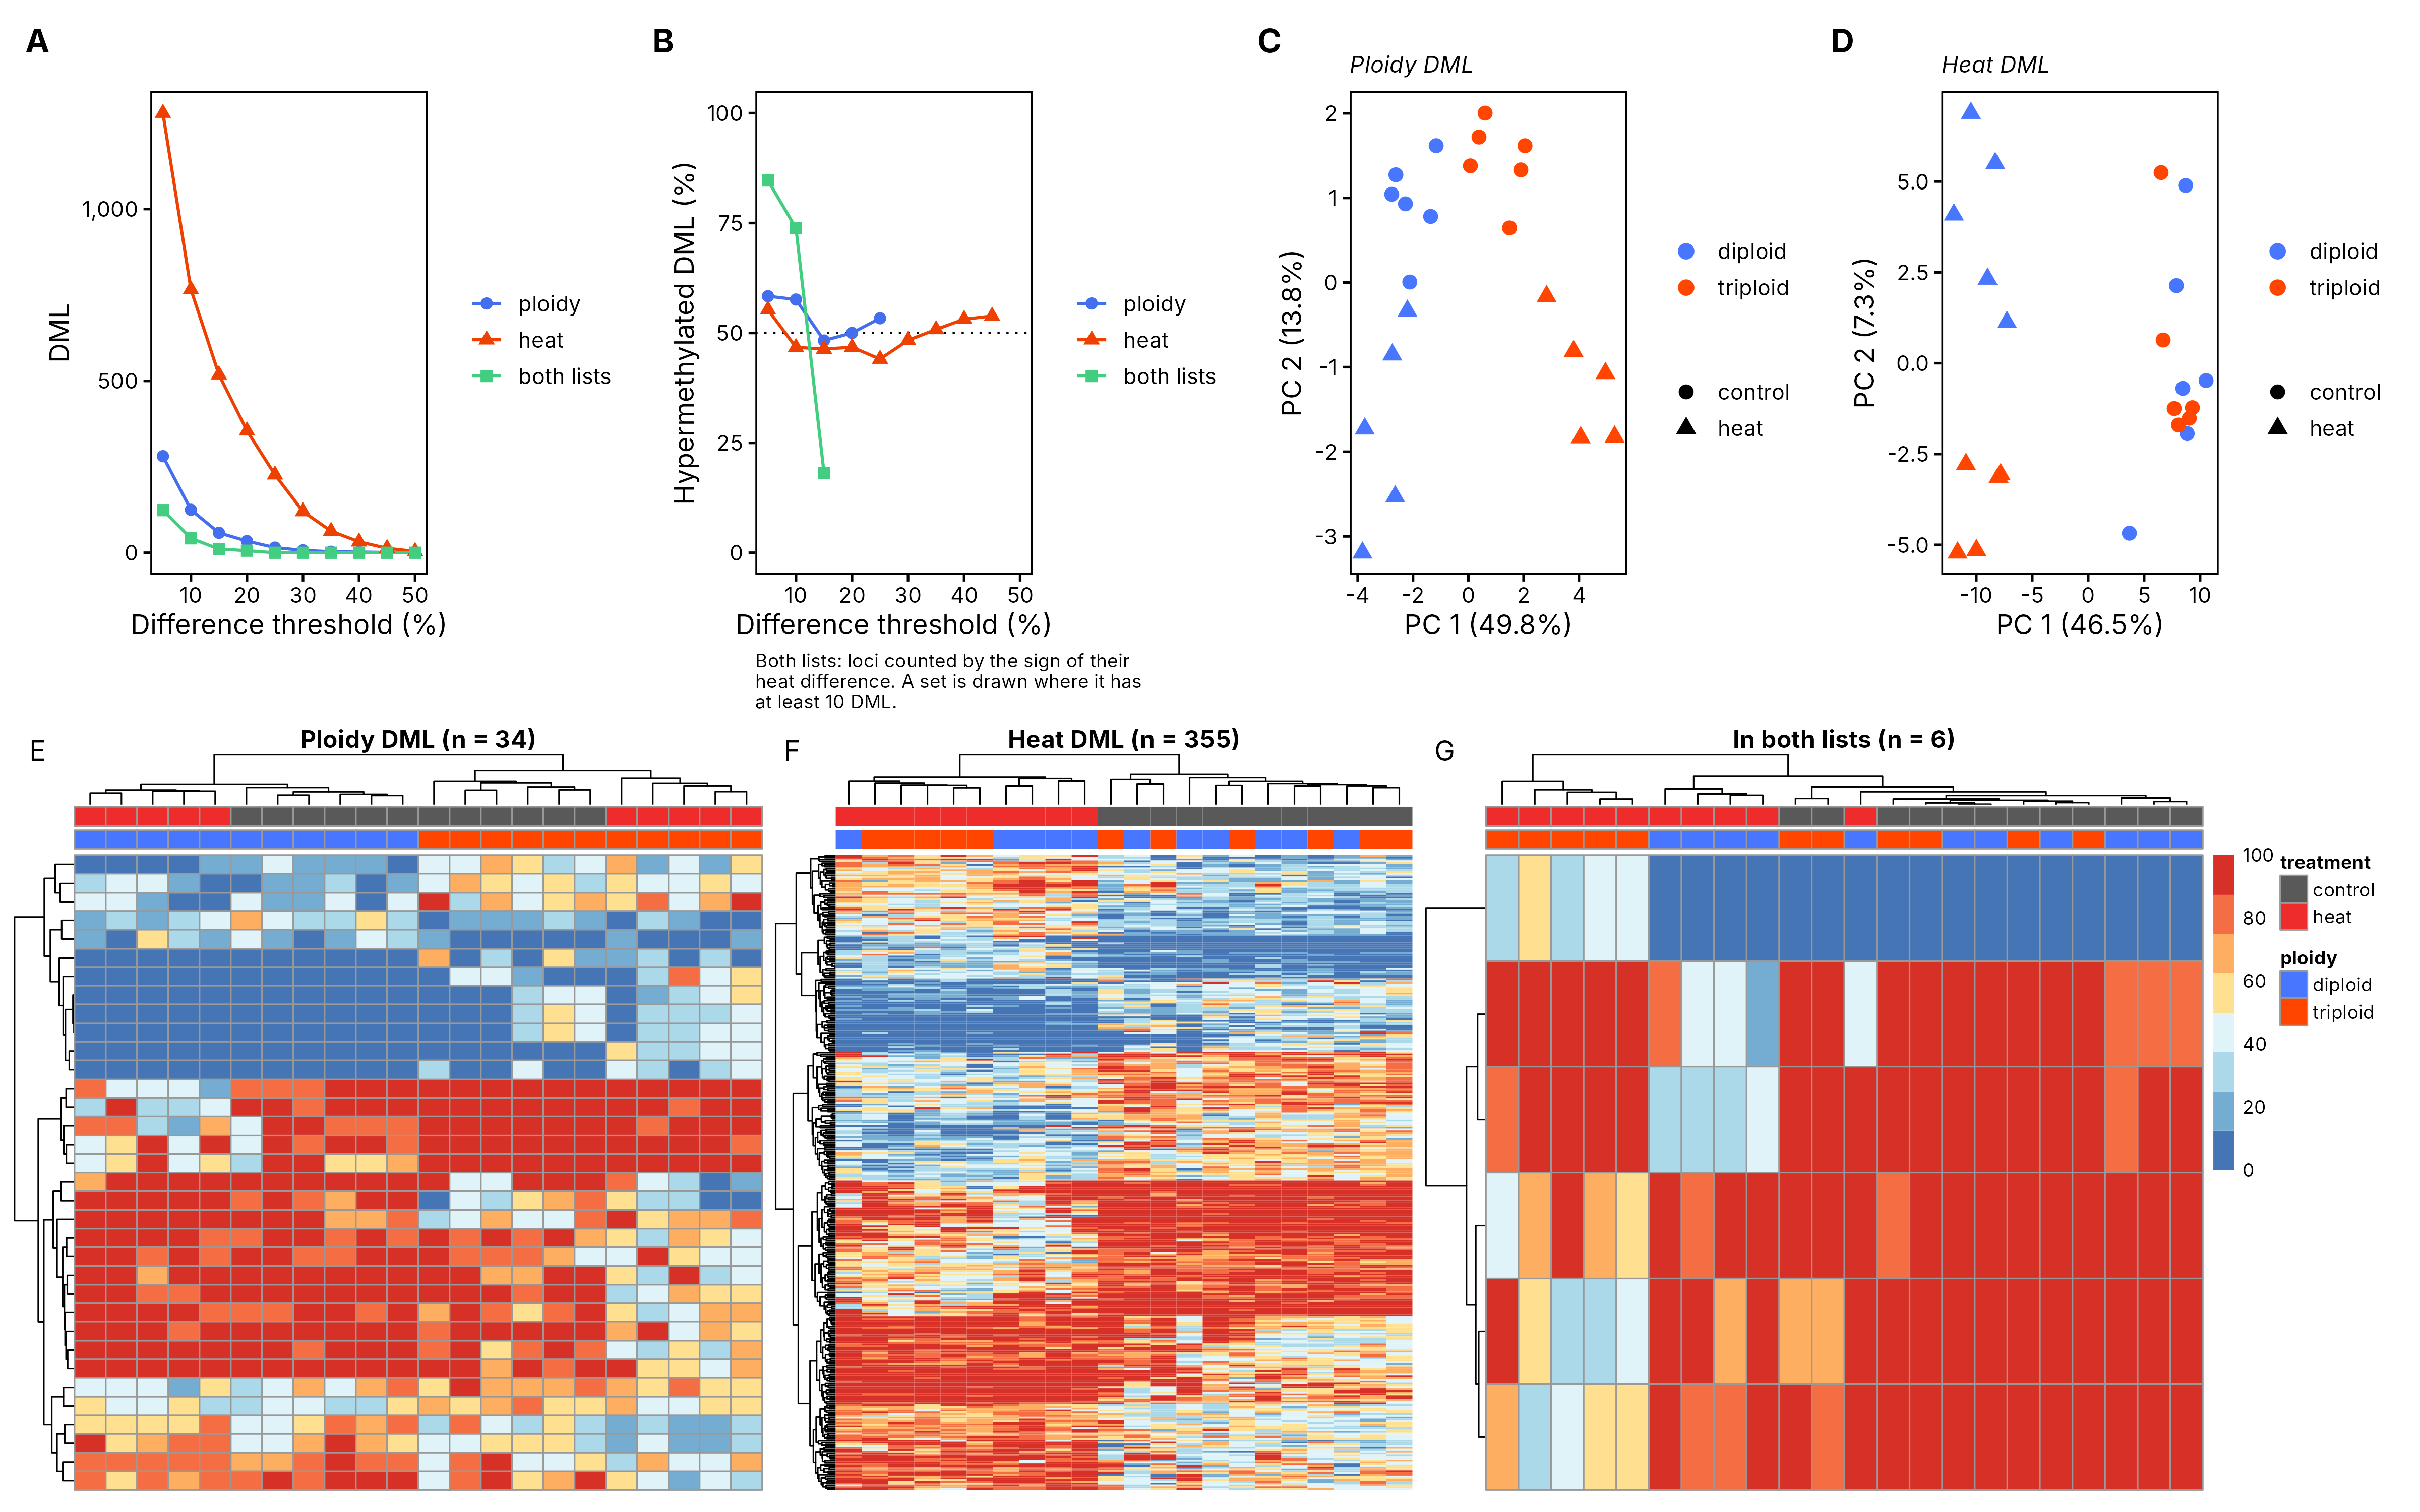 A
DML
1,000
500
0
10 20 30 40 50
Difference threshold (%)
ploidy
heat
both lists
B
Hypermethylated DML (%)
100
75
50
25
0
10 20 30 40 50
Difference threshold (%)
ploidy
heat
both lists
Both lists: loci counted by the sign of their
heat difference. A set is drawn where it has
at least 10 DML.
C
Ploidy DML
PC 2 (13.8%)
2
1
0
-1
-2
-3
-4 -2 0 2 4
PC 1 (49.8%)
diploid
triploid
control
heat
D
Heat DML
PC 2 (7.3%)
5.0
2.5
0.0
-2.5
-5.0
-10 -5 0 5 10
PC 1 (46.5%)
diploid
triploid
control
heat
E
Ploidy DML (n = 34)
F
Heat DML (n = 355)
G
In both lists (n = 6)
100
80
60
40
20
0
treatment
control
heat
ploidy
diploid
triploid